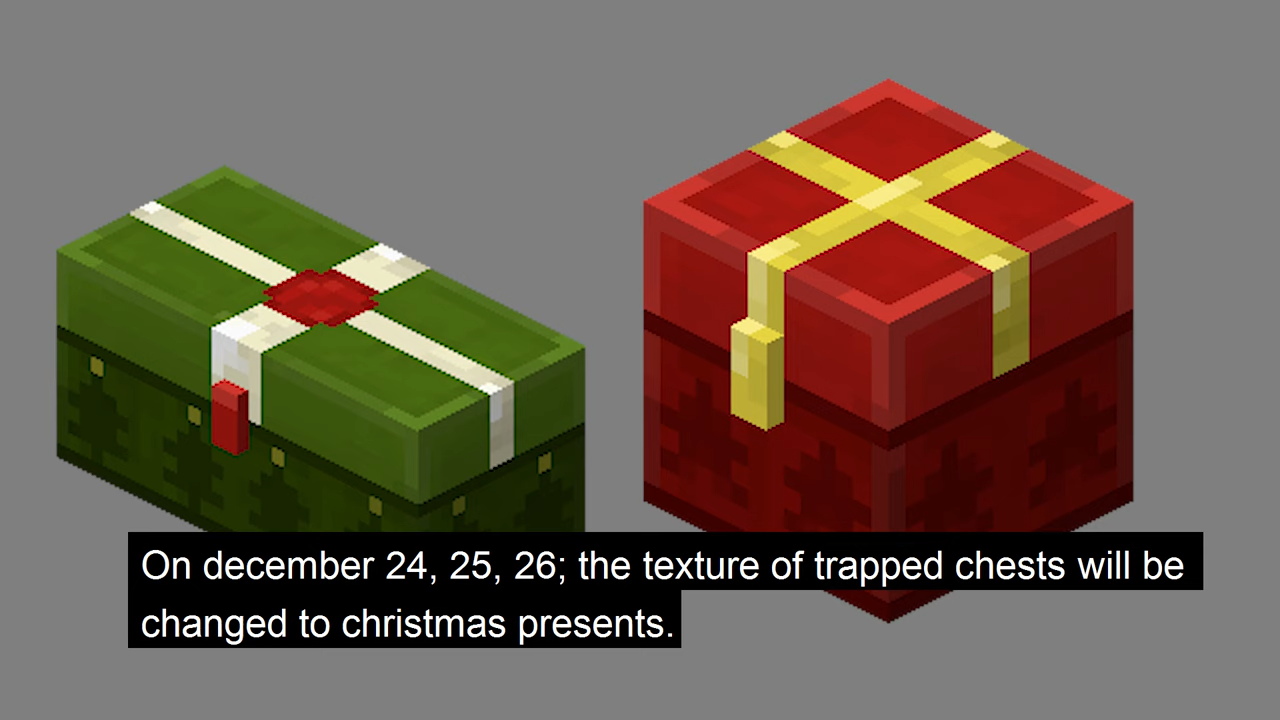 On december 24, 25, 26; the texture of trapped chests will be
changed to christmas presents.